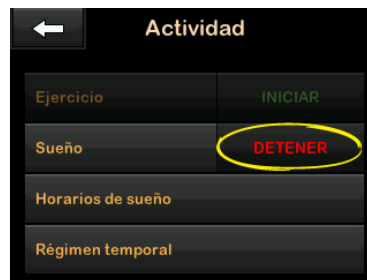 Actividad
Ejercicio INICIAR
Sueño DETENER
Horarios de sueño
Régimen temporal